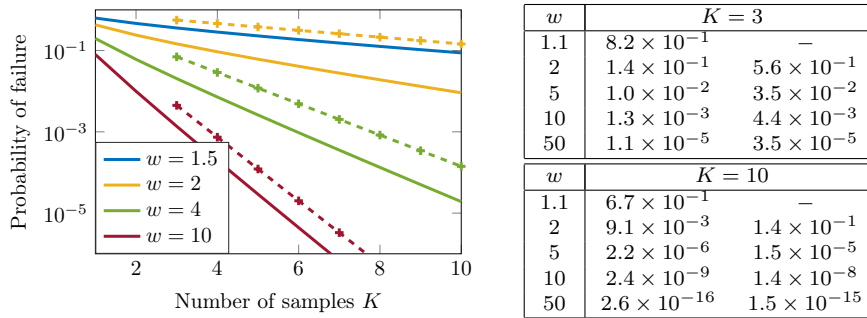 Probability of failure
10⁻¹
10⁻³
10⁻⁵
w = 1.5
w = 2
w = 4
w = 10
2 4 6 8 10
Number of samples K
w K = 3
1.1 8.2 × 10⁻¹ –
2 1.4 × 10⁻¹ 5.6 × 10⁻¹
5 1.0 × 10⁻² 3.5 × 10⁻²
10 1.3 × 10⁻³ 4.4 × 10⁻³
50 1.1 × 10⁻⁵ 3.5 × 10⁻⁵
w K = 10
1.1 6.7 × 10⁻¹ –
2 9.1 × 10⁻³ 1.4 × 10⁻¹
5 2.2 × 10⁻⁶ 1.5 × 10⁻⁵
10 2.4 × 10⁻⁹ 1.4 × 10⁻⁸
50 2.6 × 10⁻¹⁶ 1.5 × 10⁻¹⁵